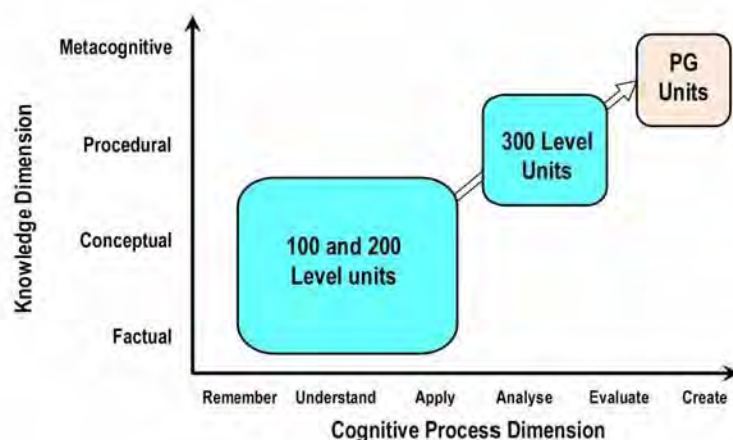 Metacognitive
Procedural
Conceptual
Factual
Knowledge Dimension
PG
Units
300 Level
Units
100 and 200
Level units
Remember Understand Apply Analyse Evaluate Create
Cognitive Process Dimension